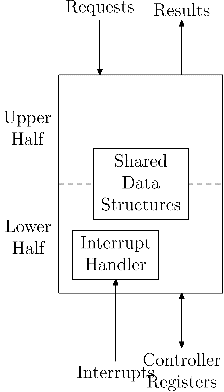 Requests
Results
Upper
Half
Shared
Data
Structures
Lower
Half
Interrupt
Handler
Interrupts
Controller
Registers